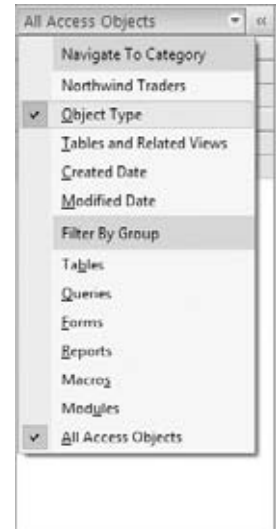 All Access Objects
Navigate To Category
Northwind Traders
Object Type
Tables and Related Views
Created Date
Modified Date
Filter By Group
Tables
Queries
Forms
Reports
Macros
Modules
All Access Objects